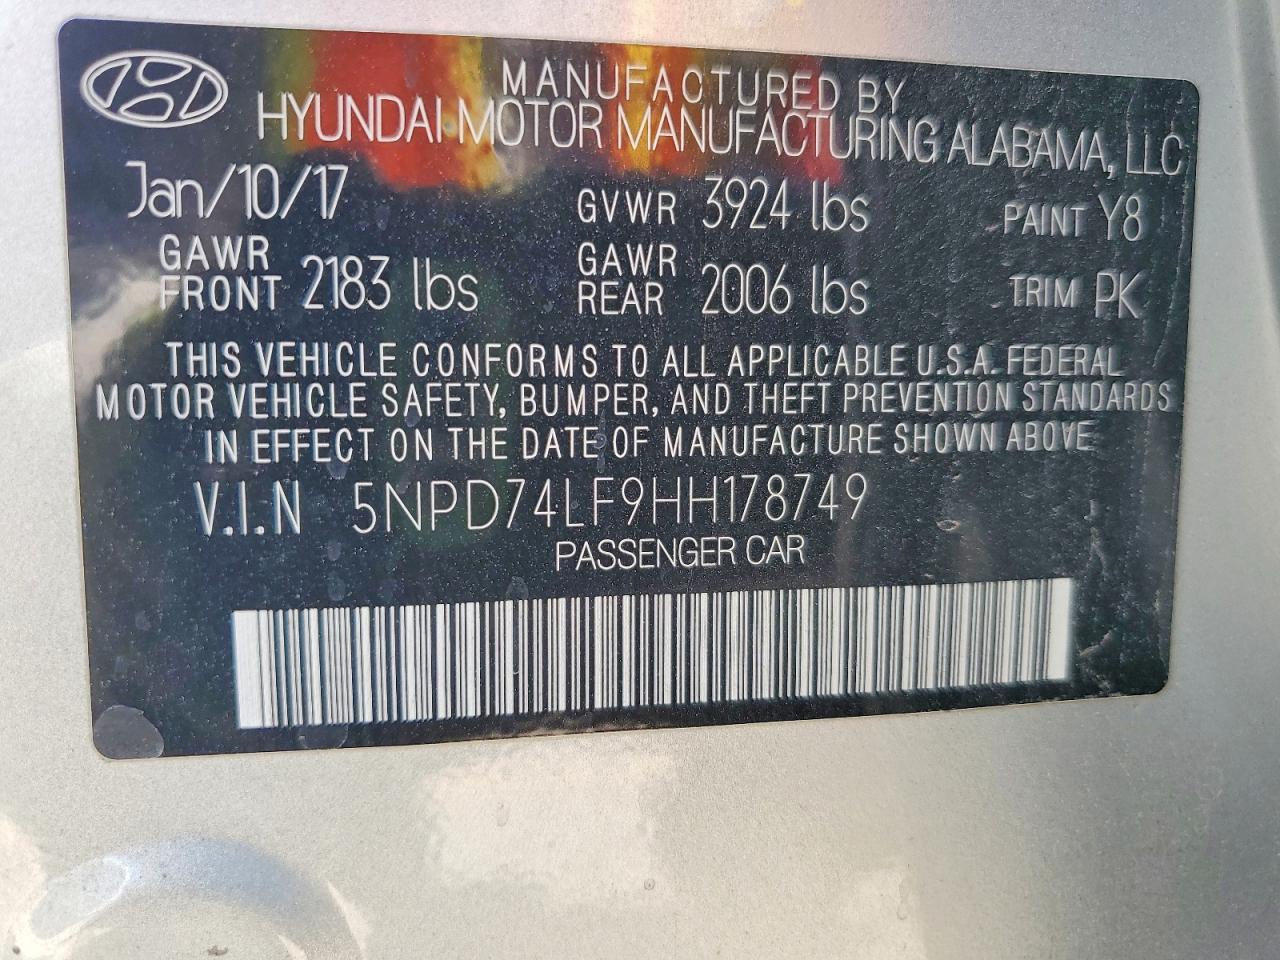 MANUFACTURED BY
HYUNDAI MOTOR MANUFACTURING ALABAMA, LLC
Jan/10/17 GVWR 3924 lbs PAINT Y8
GAWR FRONT 2183 lbs GAWR REAR 2006 lbs TRIM PK
THIS VEHICLE CONFORMS TO ALL APPLICABLE U.S.A. FEDERAL
MOTOR VEHICLE SAFETY, BUMPER, AND THEFT PREVENTION STANDARDS
IN EFFECT ON THE DATE OF MANUFACTURE SHOWN ABOVE
V.I.N 5NPD74LF9HH178749
PASSENGER CAR